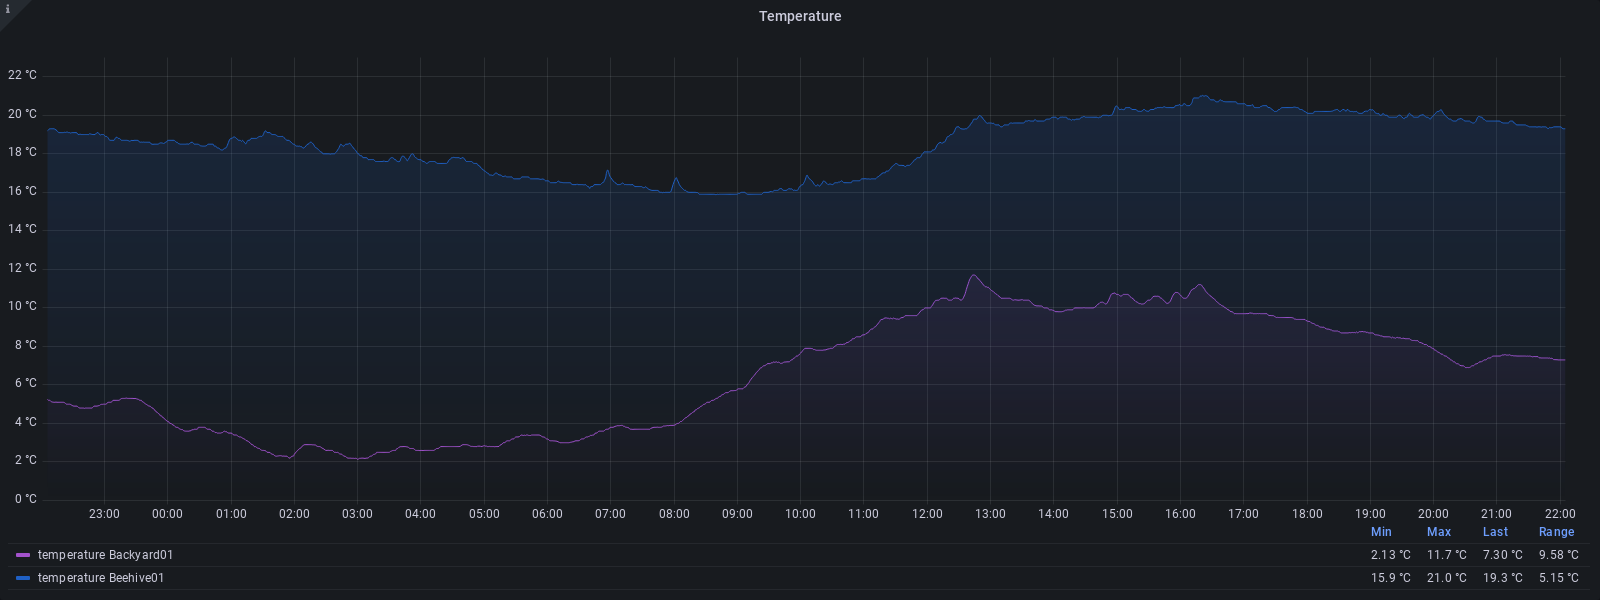 i
Temperature
22 °C
20 °C
18 °C
16 °C
14 °C
12 °C
10 °C
8 °C
6 °C
4 °C
2 °C
0 °C
23:00 00:00 01:00 02:00 03:00 04:00 05:00 06:00 07:00 08:00 09:00 10:00 11:00 12:00 13:00 14:00 15:00 16:00 17:00 18:00 19:00 20:00 21:00 22:00
Min Max Last Range
temperature Backyard01 2.13 °C 11.7 °C 7.30 °C 9.58 °C
temperature Beehive01 15.9 °C 21.0 °C 19.3 °C 5.15 °C